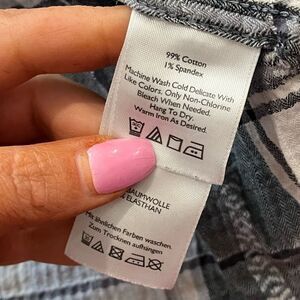 99% Cotton
1% Spandex
Machine Wash Cold Delicate With
Like Colors. Only Non-Chlorine
Bleach When Needed.
Hang To Dry.
Warm Iron As Desired.
ELASTHAN
Mit ähnlichen Farben waschen.
Zum Trocknen aufhängen